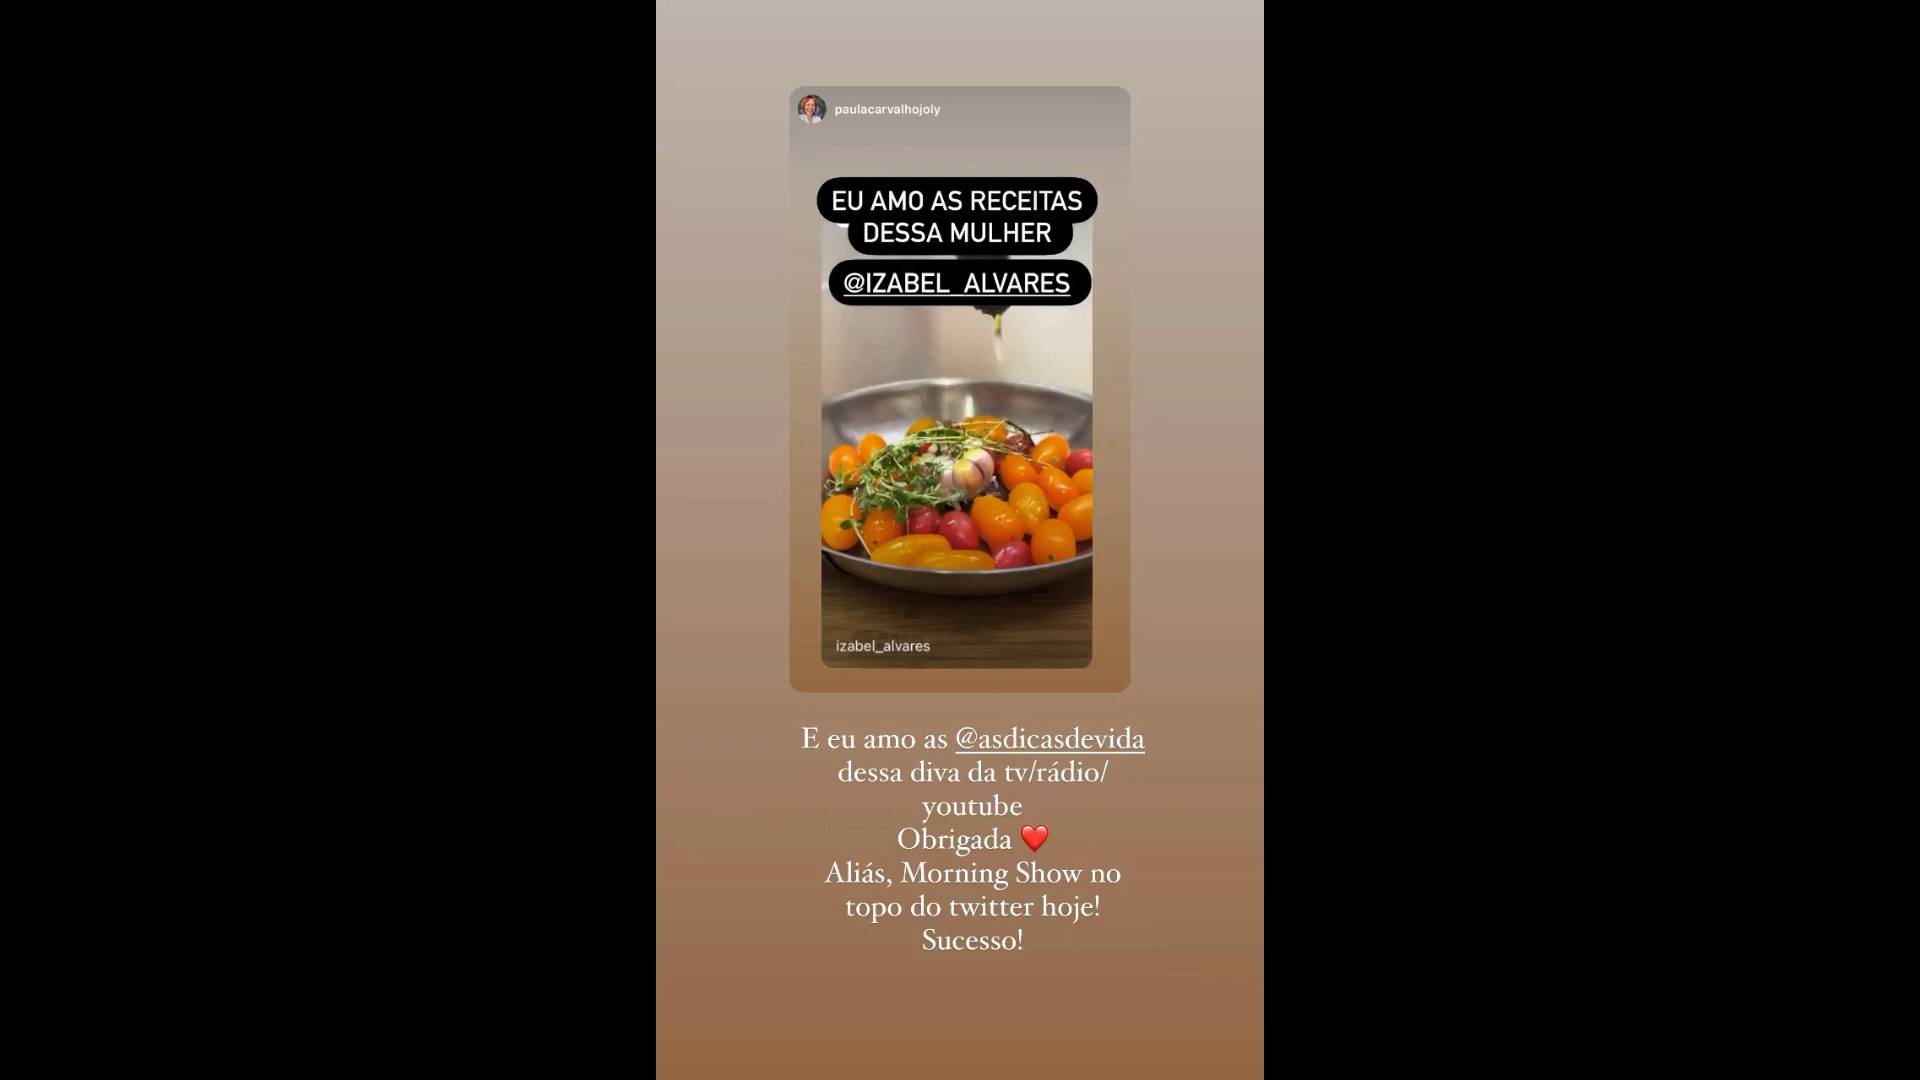 paulacarvalhojoly
EU AMO AS RECEITAS
DESSA MULHER
@IZABEL_ALVARES
izabel_alvares
E eu amo as @asdicasdevida
dessa diva da tv/rádio/
youtube
Obrigada ❤️
Aliás, Morning Show no
topo do twitter hoje!
Sucesso!